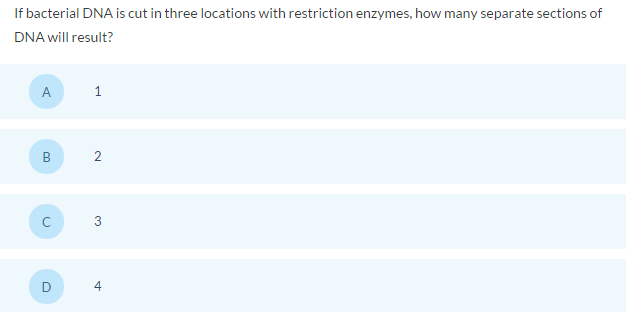 If bacterial DNA is cut in three locations with restriction enzymes, how many separate sections of
DNA will result?
A 1
B 2
C 3
D 4